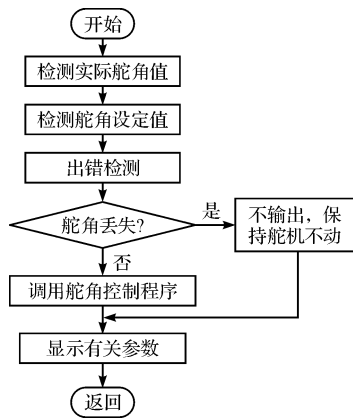 开始
检测实际舵角值
检测舵角设定值
出错检测
舵角丢失?
是
不输出，保
持舵机不动
否
调用舵角控制程序
显示有关参数
返回